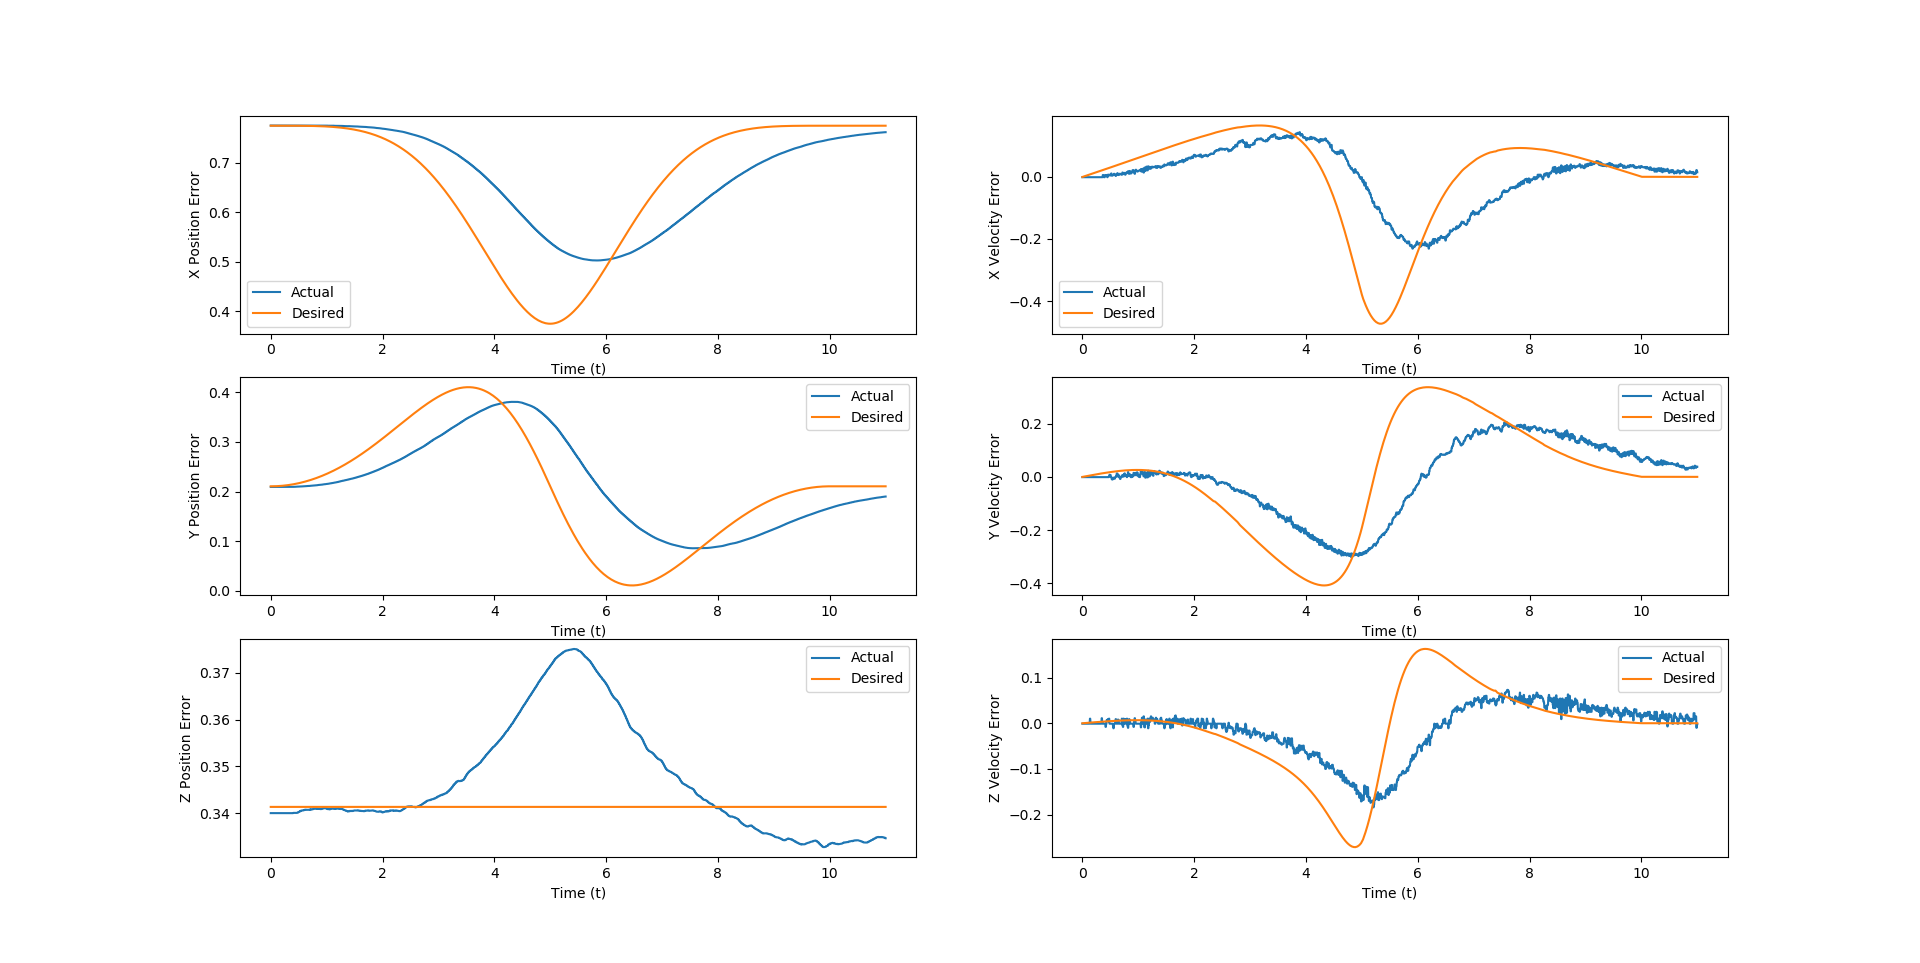 X Position Error
0.7
0.6
0.5
0.4
Actual
Desired
0 2 4 6 8 10
Time (t)
X Velocity Error
0.0
−0.2
−0.4
Actual
Desired
0 2 4 6 8 10
Time (t)
Y Position Error
0.4
0.3
0.2
0.1
0.0
Actual
Desired
0 2 4 6 8 10
Time (t)
Y Velocity Error
0.2
0.0
−0.2
−0.4
Actual
Desired
0 2 4 6 8 10
Time (t)
Z Position Error
0.37
0.36
0.35
0.34
Actual
Desired
0 2 4 6 8 10
Time (t)
Z Velocity Error
0.1
0.0
−0.1
−0.2
Actual
Desired
0 2 4 6 8 10
Time (t)